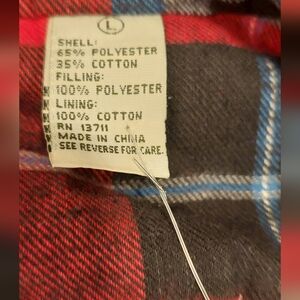 L
SHELL:
65% POLYESTER
35% COTTON
FILLING:
100% POLYESTER
LINING:
100% COTTON
RN 13711
MADE IN CHINA
SEE REVERSE FOR CARE.